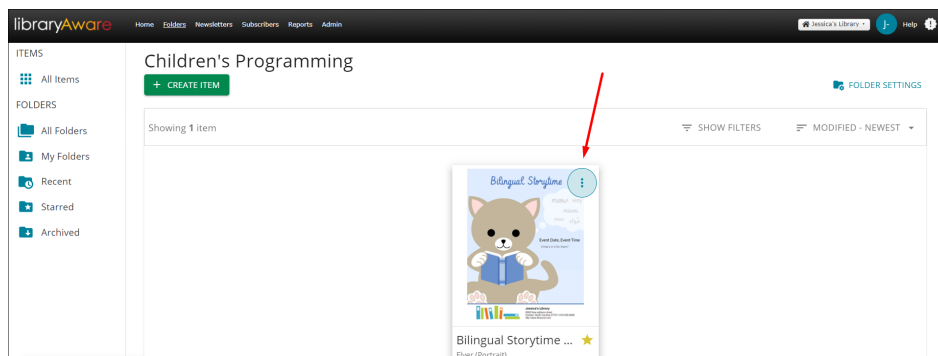 libraryAware
Home Folders Newsletters Subscribers Reports Admin
Jessica's Library
J-
Help
ITEMS
All Items
FOLDERS
All Folders
My Folders
Recent
Starred
Archived
Children's Programming
+ CREATE ITEM
FOLDER SETTINGS
Showing 1 item
SHOW FILTERS
MODIFIED - NEWEST
Bilingual Storytime
Event Date, Event Time
Jessica's Library
Bilingual Storytime ...
Flyer (Portrait)